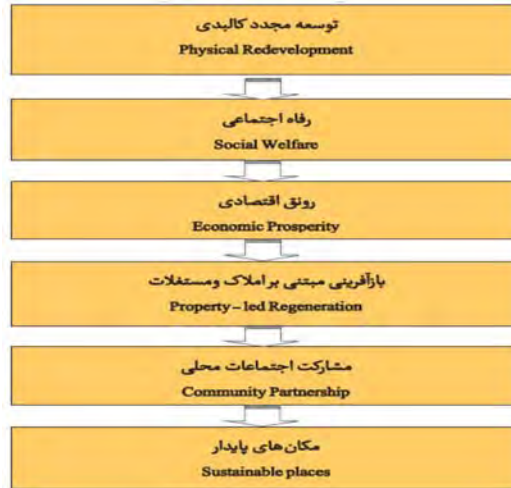 توسعه مجدد کالبدی
Physical Redevelopment
رفاه اجتماعی
Social Welfare
رونق اقتصادی
Economic Prosperity
بازآفرینی مبتنی بر املاک ومستغلات
Property – led Regeneration
مشارکت اجتماعات محلی
Community Partnership
مکان‌های پایدار
Sustainable places